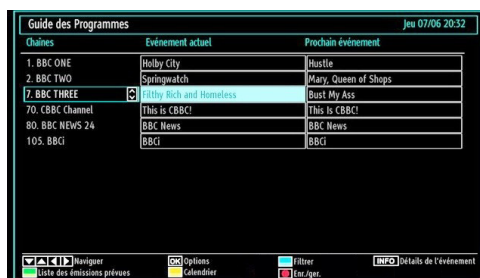 Guide des Programmes Jeu 07/06 20:32
Chaînes Evénement actuel Prochain événement
1. BBC ONE Holby City Hustle
2. BBC TWO Springwatch Mary, Queen of Shops
7. BBC THREE Filthy Rich and Homeless Bust My Ass
70. CBBC Channel This is CBBC! This Is CBBC!
80. BBC NEWS 24 BBC News BBC News
105. BBCi BBCi BBCi
Naviguer OK Options Filtrer INFO Détails de l'événement
Liste des émissions prévues Calendrier Enr./ger.